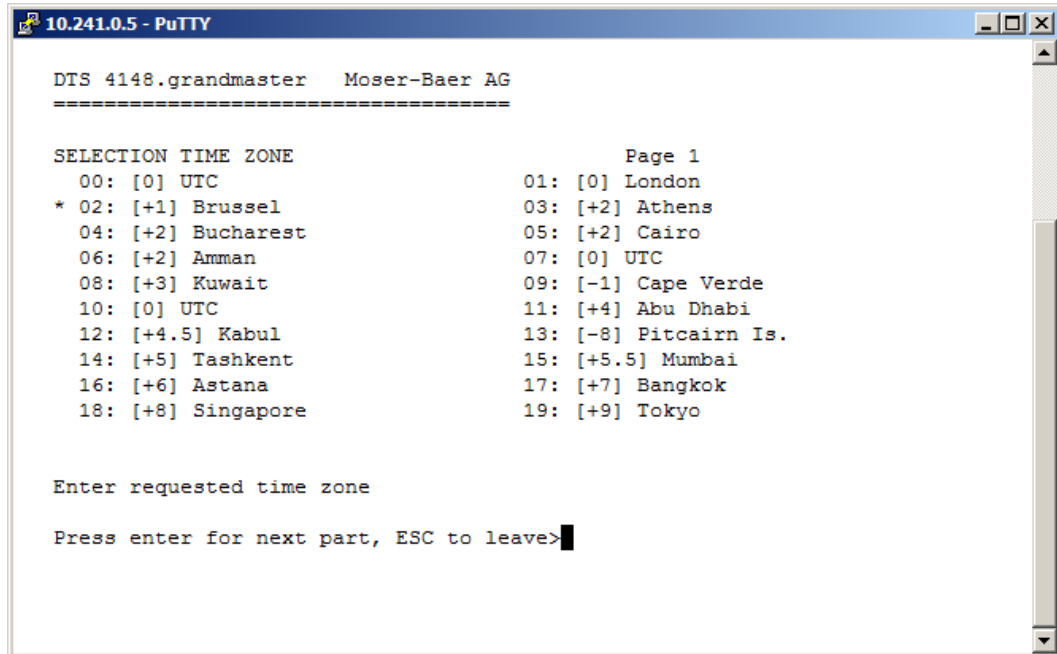 10.241.0.5 - PuTTY
DTS 4148.grandmaster   Moser-Baer AG
====================================
SELECTION TIME ZONE                          Page 1
  00: [0] UTC                        01: [0] London
* 02: [+1] Brussel                   03: [+2] Athens
  04: [+2] Bucharest                 05: [+2] Cairo
  06: [+2] Amman                     07: [0] UTC
  08: [+3] Kuwait                    09: [-1] Cape Verde
  10: [0] UTC                        11: [+4] Abu Dhabi
  12: [+4.5] Kabul                   13: [-8] Pitcairn Is.
  14: [+5] Tashkent                  15: [+5.5] Mumbai
  16: [+6] Astana                    17: [+7] Bangkok
  18: [+8] Singapore                 19: [+9] Tokyo
Enter requested time zone
Press enter for next part, ESC to leave>